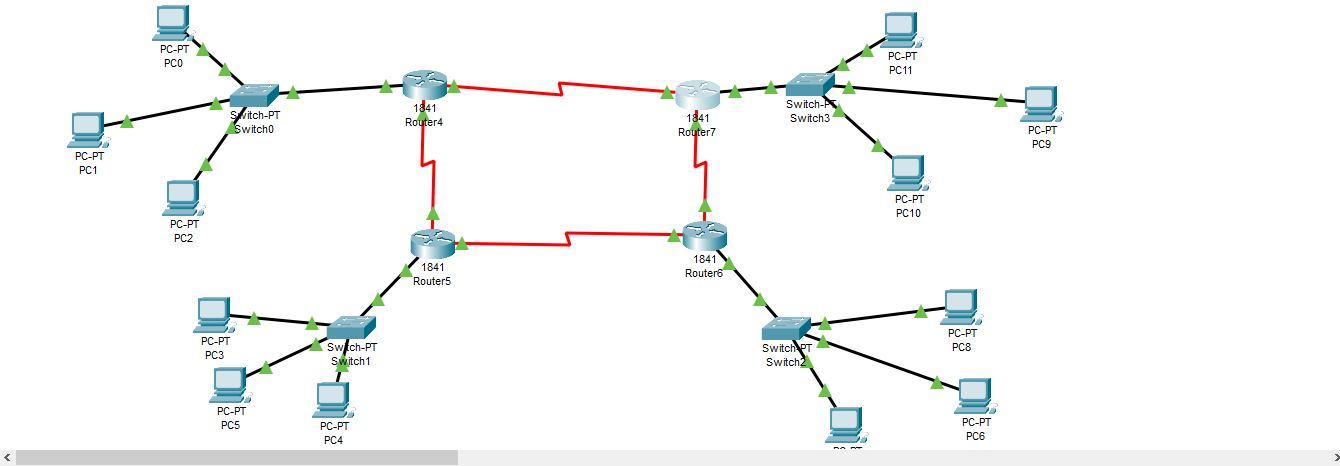 PC-PT
PC0
PC-PT
PC1
PC-PT
PC2
Switch-PT
Switch0
1841
Router4
1841
Router7
Switch-PT
Switch3
PC-PT
PC11
PC-PT
PC9
PC-PT
PC10
1841
Router5
1841
Router6
PC-PT
PC3
PC-PT
PC5
PC-PT
PC4
Switch-PT
Switch1
Switch-PT
Switch2
PC-PT
PC8
PC-PT
PC6